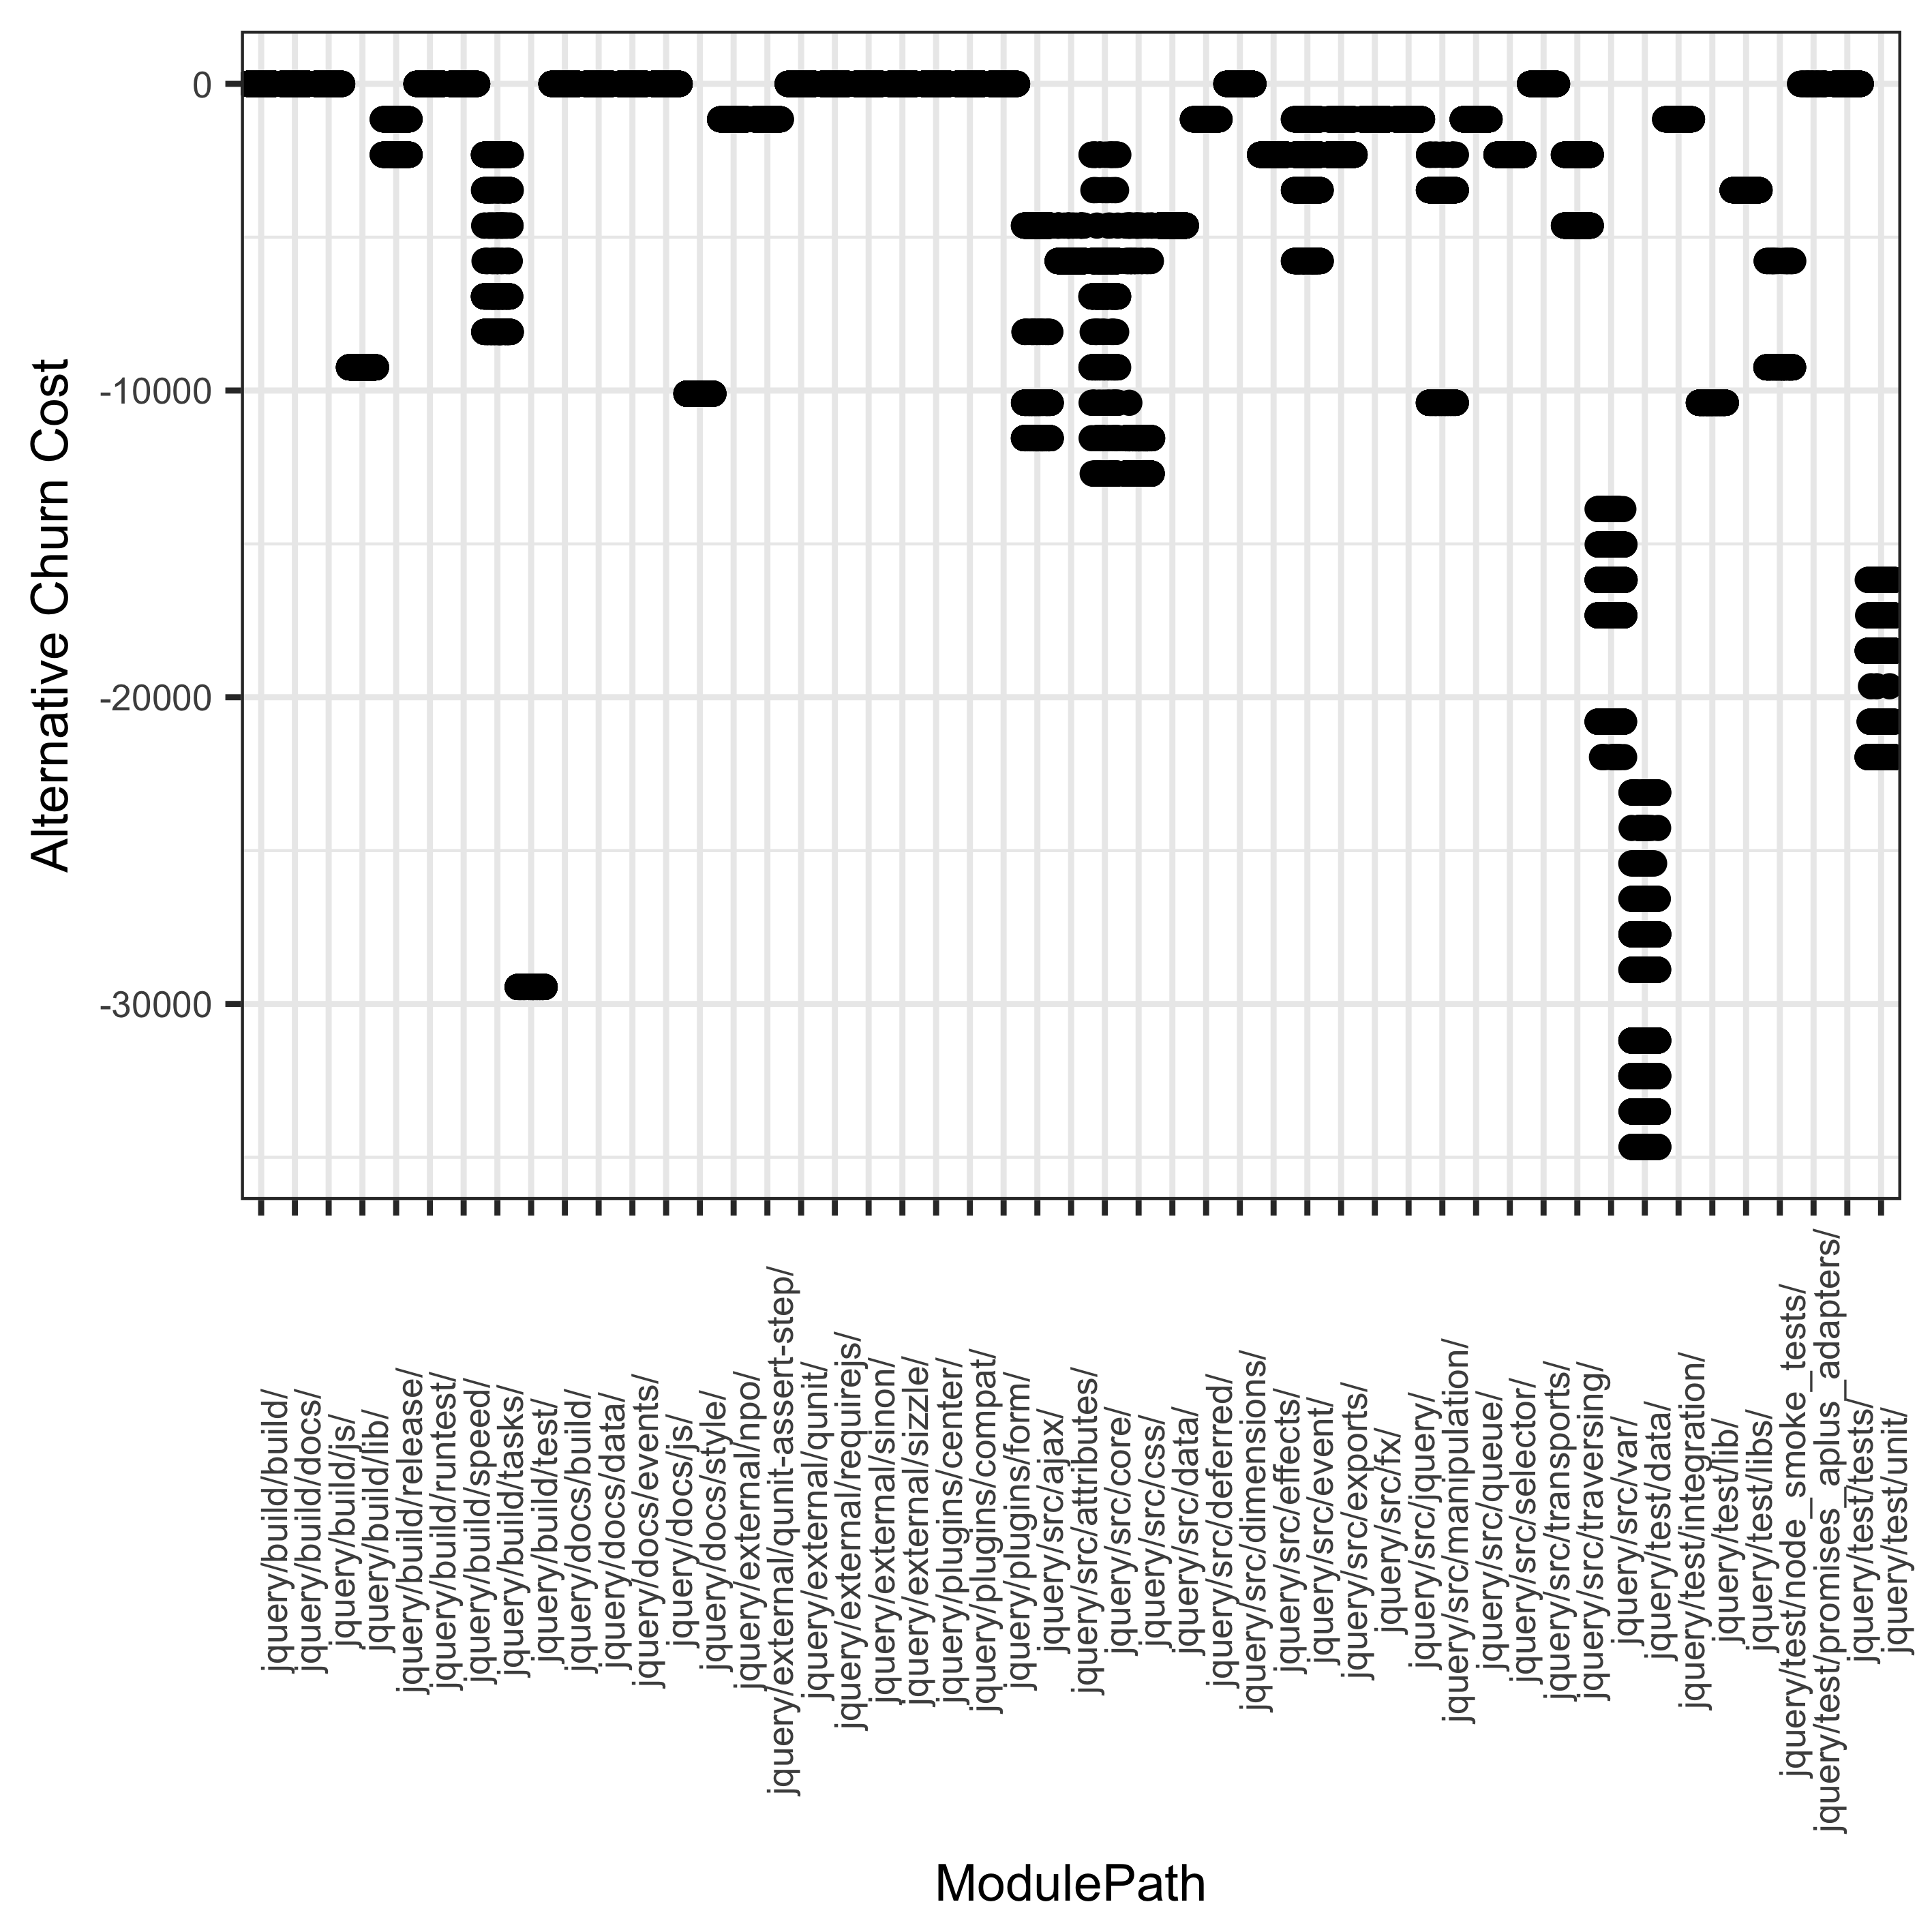 0
-10000
-20000
-30000
Alternative Churn Cost
jquery/build/build/
jquery/build/docs/
jquery/build/js/
jquery/build/lib/
jquery/build/release/
jquery/build/runtest/
jquery/build/speed/
jquery/build/tasks/
jquery/build/test/
jquery/docs/build/
jquery/docs/data/
jquery/docs/events/
jquery/docs/js/
jquery/docs/style/
jquery/external/npo/
jquery/external/qunit-assert-step/
jquery/external/qunit/
jquery/external/requirejs/
jquery/external/sinon/
jquery/external/sizzle/
jquery/plugins/center/
jquery/plugins/compat/
jquery/plugins/form/
jquery/src/ajax/
jquery/src/attributes/
jquery/src/core/
jquery/src/css/
jquery/src/data/
jquery/src/deferred/
jquery/src/dimensions/
jquery/src/effects/
jquery/src/event/
jquery/src/exports/
jquery/src/fx/
jquery/src/jquery/
jquery/src/manipulation/
jquery/src/queue/
jquery/src/selector/
jquery/src/transports/
jquery/src/traversing/
jquery/src/var/
jquery/test/data/
jquery/test/integration/
jquery/test/lib/
jquery/test/libs/
jquery/test/node_smoke_tests/
jquery/test/promises_aplus_adapters/
jquery/test/tests/
jquery/test/unit/
ModulePath